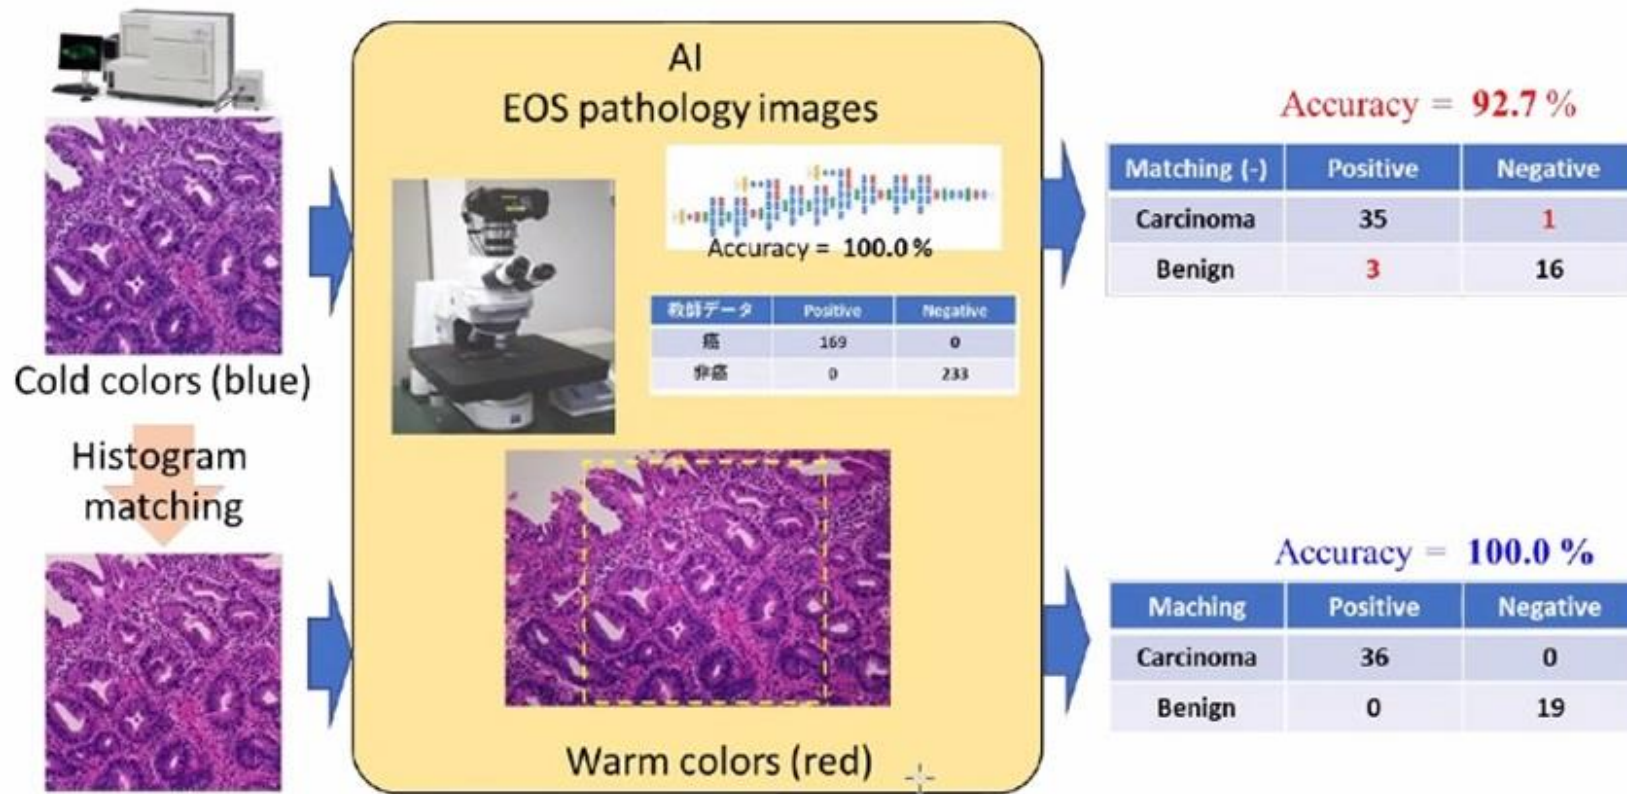 AI
EOS pathology images
Accuracy = 100.0 %
教師データ Positive Negative
癌 169 0
非癌 0 233
Warm colors (red)
Cold colors (blue)
Histogram
matching
Accuracy = 92.7 %
Matching (-) Positive Negative
Carcinoma 35 1
Benign 3 16
Accuracy = 100.0 %
Maching Positive Negative
Carcinoma 36 0
Benign 0 19